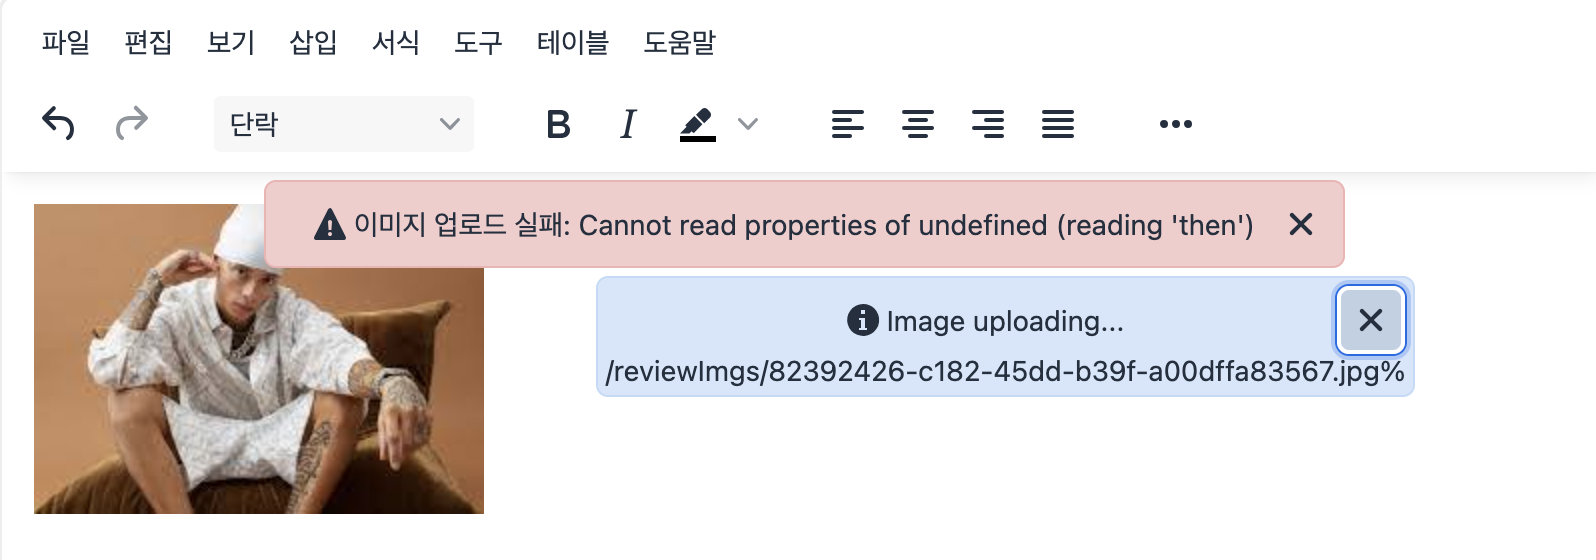 파일 편집 보기 삽입 서식 도구 테이블 도움말
단락 B I
이미지 업로드 실패: Cannot read properties of undefined (reading 'then')
Image uploading...
/reviewImgs/82392426-c182-45dd-b39f-a00dffa83567.jpg%